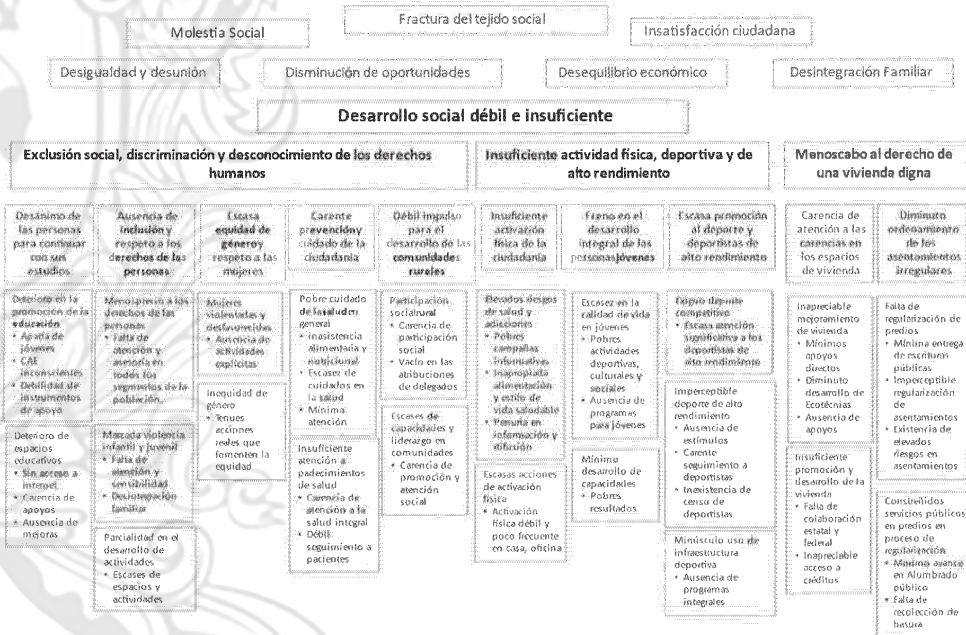 Fractura del tejido social
Molestia Social
Insatisfacción ciudadana
Desigualdad y desunión
Disminución de oportunidades
Desequilibrio económico
Desintegración Familiar
Desarrollo social débil e insuficiente
Exclusión social, discriminación y desconocimiento de los derechos
humanos
Insuficiente actividad física, deportiva y de
alto rendimiento
Menoscabo al derecho de
una vivienda digna
Desánimo de
las personas
para continuar
con sus
estudios
Ausencia de
inclusión y
respeto a los
derechos de las
personas
Escasa
equidad de
género y
respeto a las
mujeres
Carente
prevención y
cuidado de la
ciudadanía
Débil impulso
para el
desarrollo de las
comunidades
rurales
Insuficiente
activación
física de la
ciudadanía
Freno en el
desarrollo
integral de las
personas jóvenes
Escasa promoción
al deporte y
deportistas de
alto rendimiento
Carencia de
atención a las
carencias en
los espacios
de vivienda
Diminuto
ordenamiento
de los
asentamientos
irregulares
Deterioro en la
promoción de la
educación
• Apatía de
jóvenes
• CAE
inconsistentes
• Debilidad de
instrumentos
de apoyo
Deterioro de
espacios
educativos
• Sin acceso a
internet
• Carencia de
apoyos
• Ausencia de
mejoras
Menosprecio a los
derechos de las
personas
• Falta de
atención y
asesoría en
todos los
segmentos de la
población.
Marcada violencia
infantil y juvenil
• Falta de
atención y
sensibilidad
• Desintegración
familiar
Parcialidad en el
desarrollo de
actividades
• Escases de
espacios y
actividades
Mujeres
violentadas y
desfavorecidas
• Ausencia de
actividades
explícitas
Inequidad de
género
• Tenues
acciones
reales que
fomenten la
equidad
Pobre cuidado
de la salud en
general
• Inasistencia
alimentaria y
nutricional
• Escasez de
cuidados en
la salud
• Mínima
atención
Insuficiente
atención a
padecimientos
de salud
• Carencia de
atención a la
salud integral
• Débil
seguimiento a
pacientes
Participación
social rural
• Carencia de
participación
social
• Vacío en las
atribuciones
de delegados
Escases de
capacidades y
liderazgo en
comunidades
• Carencia de
promoción y
atención
social
Elevados riesgos
de salud y
adicciones
• Pobres
campañas
informativas
• Inapropiada
alimentación
y estilo de
vida saludable
• Penuria en
información y
difusión
Escasas acciones
de activación
física
• Activación
física débil y
poco frecuente
en casa, oficina
Escasez en la
calidad de vida
en jóvenes
• Pobres
actividades
deportivas,
culturales y
sociales
• Ausencia de
programas
para jóvenes
Mínimo
desarrollo de
capacidades
• Pobres
resultados
Exiguo deporte
competitivo
• Escasa atención
significativa a los
deportistas de
alto rendimiento
Imperceptible
deporte de alto
rendimiento
• Ausencia de
estímulos
• Carente
seguimiento a
deportistas
• Inexistencia de
censo de
deportistas
Minúsculo uso de
infraestructura
deportiva
• Ausencia de
programas
integrales
Inapreciable
mejoramiento
de vivienda
• Mínimos
apoyos
directos
• Diminuto
desarrollo de
Ecotécnias
• Ausencia de
apoyos
Insuficiente
promoción y
desarrollo de la
vivienda
• Falta de
colaboración
estatal y
federal
• Inapreciable
acceso a
créditos
Falta de
regularización de
predios
• Mínima entrega
de escrituras
públicas
• Imperceptible
regularización
de
asentamientos
• Existencia de
elevados
riesgos en
asentamientos
Constreñidos
servicios públicos
en predios en
proceso de
regularización
• Mínimo avance
en Alumbrado
público
• Falta de
recolección de
basura